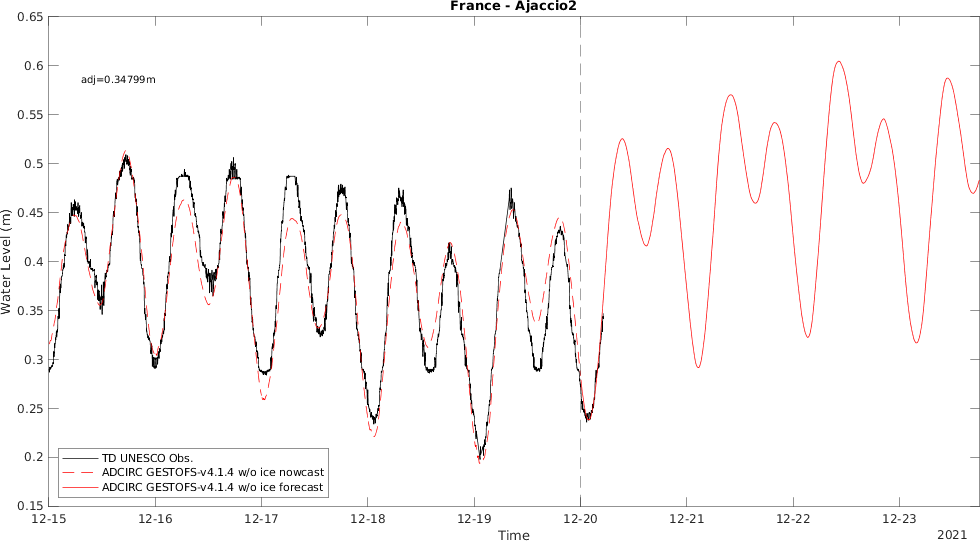 France - Ajaccio2
0.65
0.6
0.55
0.5
0.45
0.4
0.35
0.3
0.25
0.2
0.15
Water Level (m)
adj=0.34799m
TD UNESCO Obs.
ADCIRC GESTOFS-v4.1.4 w/o ice nowcast
ADCIRC GESTOFS-v4.1.4 w/o ice forecast
12-15 12-16 12-17 12-18 12-19 12-20 12-21 12-22 12-23
Time
2021